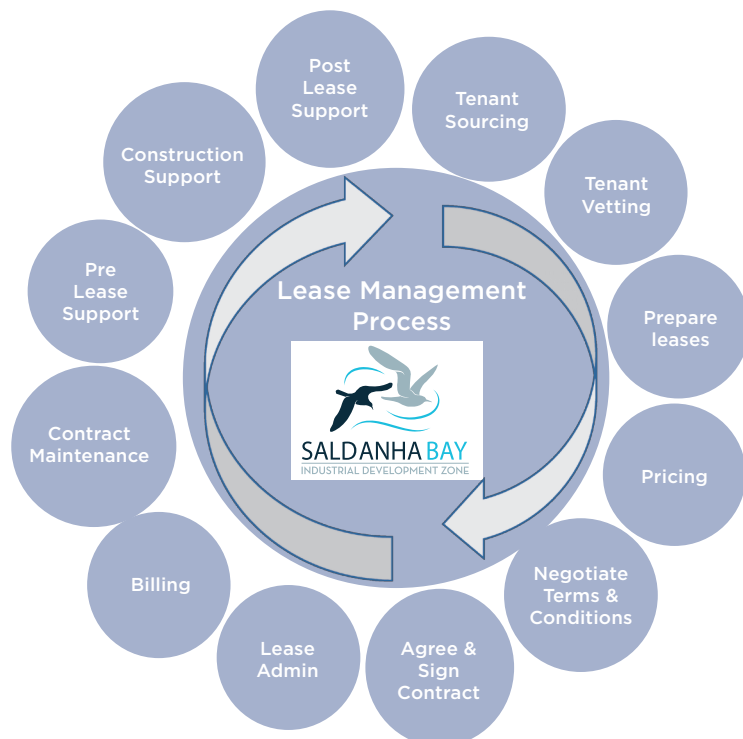 Post
Lease
Support
Tenant
Sourcing
Tenant
Vetting
Prepare
leases
Pricing
Negotiate
Terms &
Conditions
Agree &
Sign
Contract
Lease
Admin
Billing
Contract
Maintenance
Pre
Lease
Support
Construction
Support
Lease Management
Process
SALDANHA BAY
INDUSTRIAL DEVELOPMENT ZONE